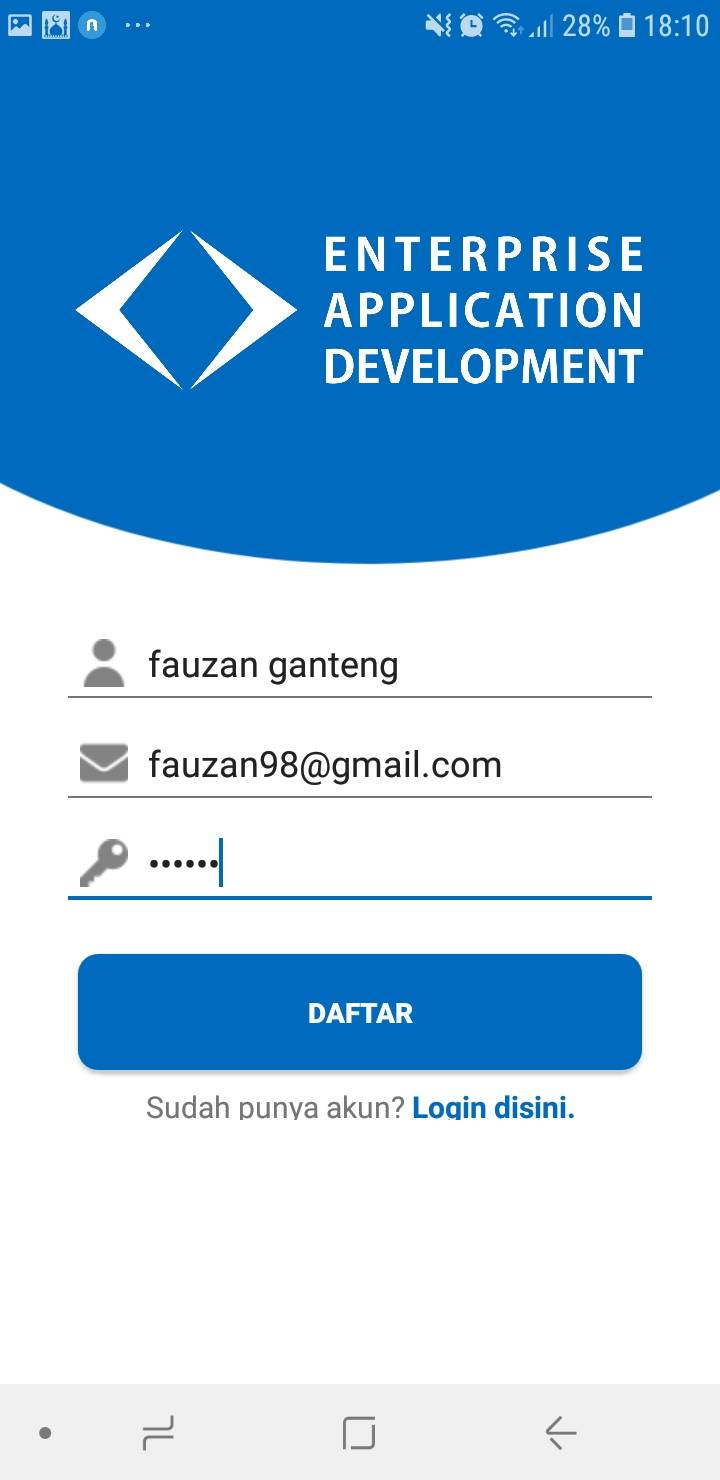 28% 18:10
ENTERPRISE
APPLICATION
DEVELOPMENT
fauzan ganteng
fauzan98@gmail.com
••••••
DAFTAR
Sudah punya akun? Login disini.